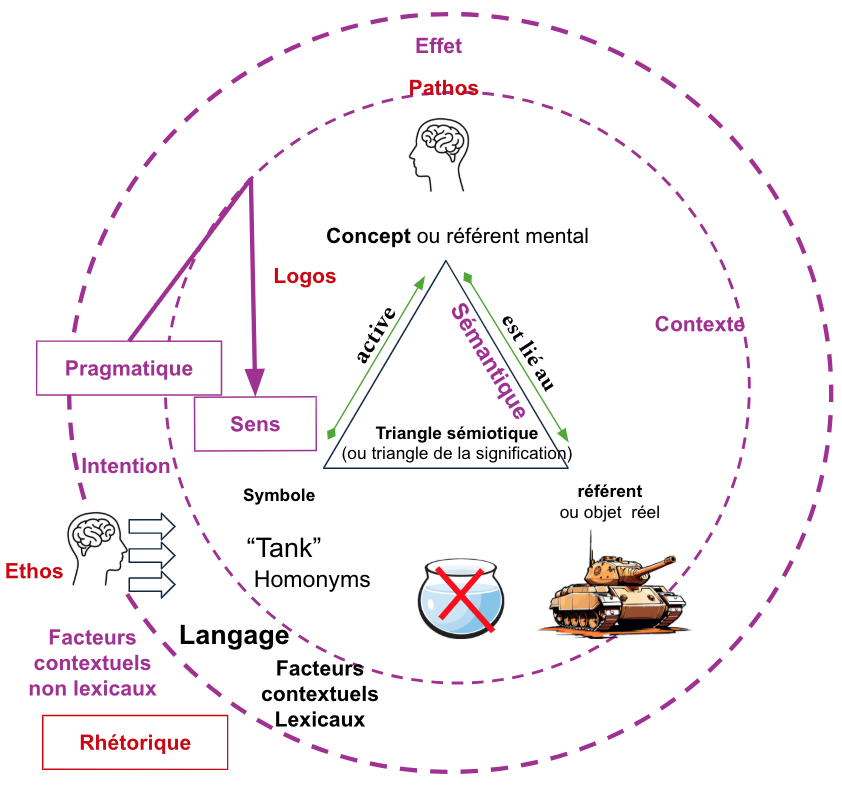 Effet
Pathos
Concept ou référent mental
Logos
active
Sémantique
est lié au
Contexte
Pragmatique
Sens
Triangle sémiotique
(ou triangle de la signification)
Intention
Symbole
référent
ou objet réel
“Tank”
Homonyms
Ethos
Langage
Facteurs
contextuels
non lexicaux
Facteurs
contextuels
Lexicaux
Rhétorique